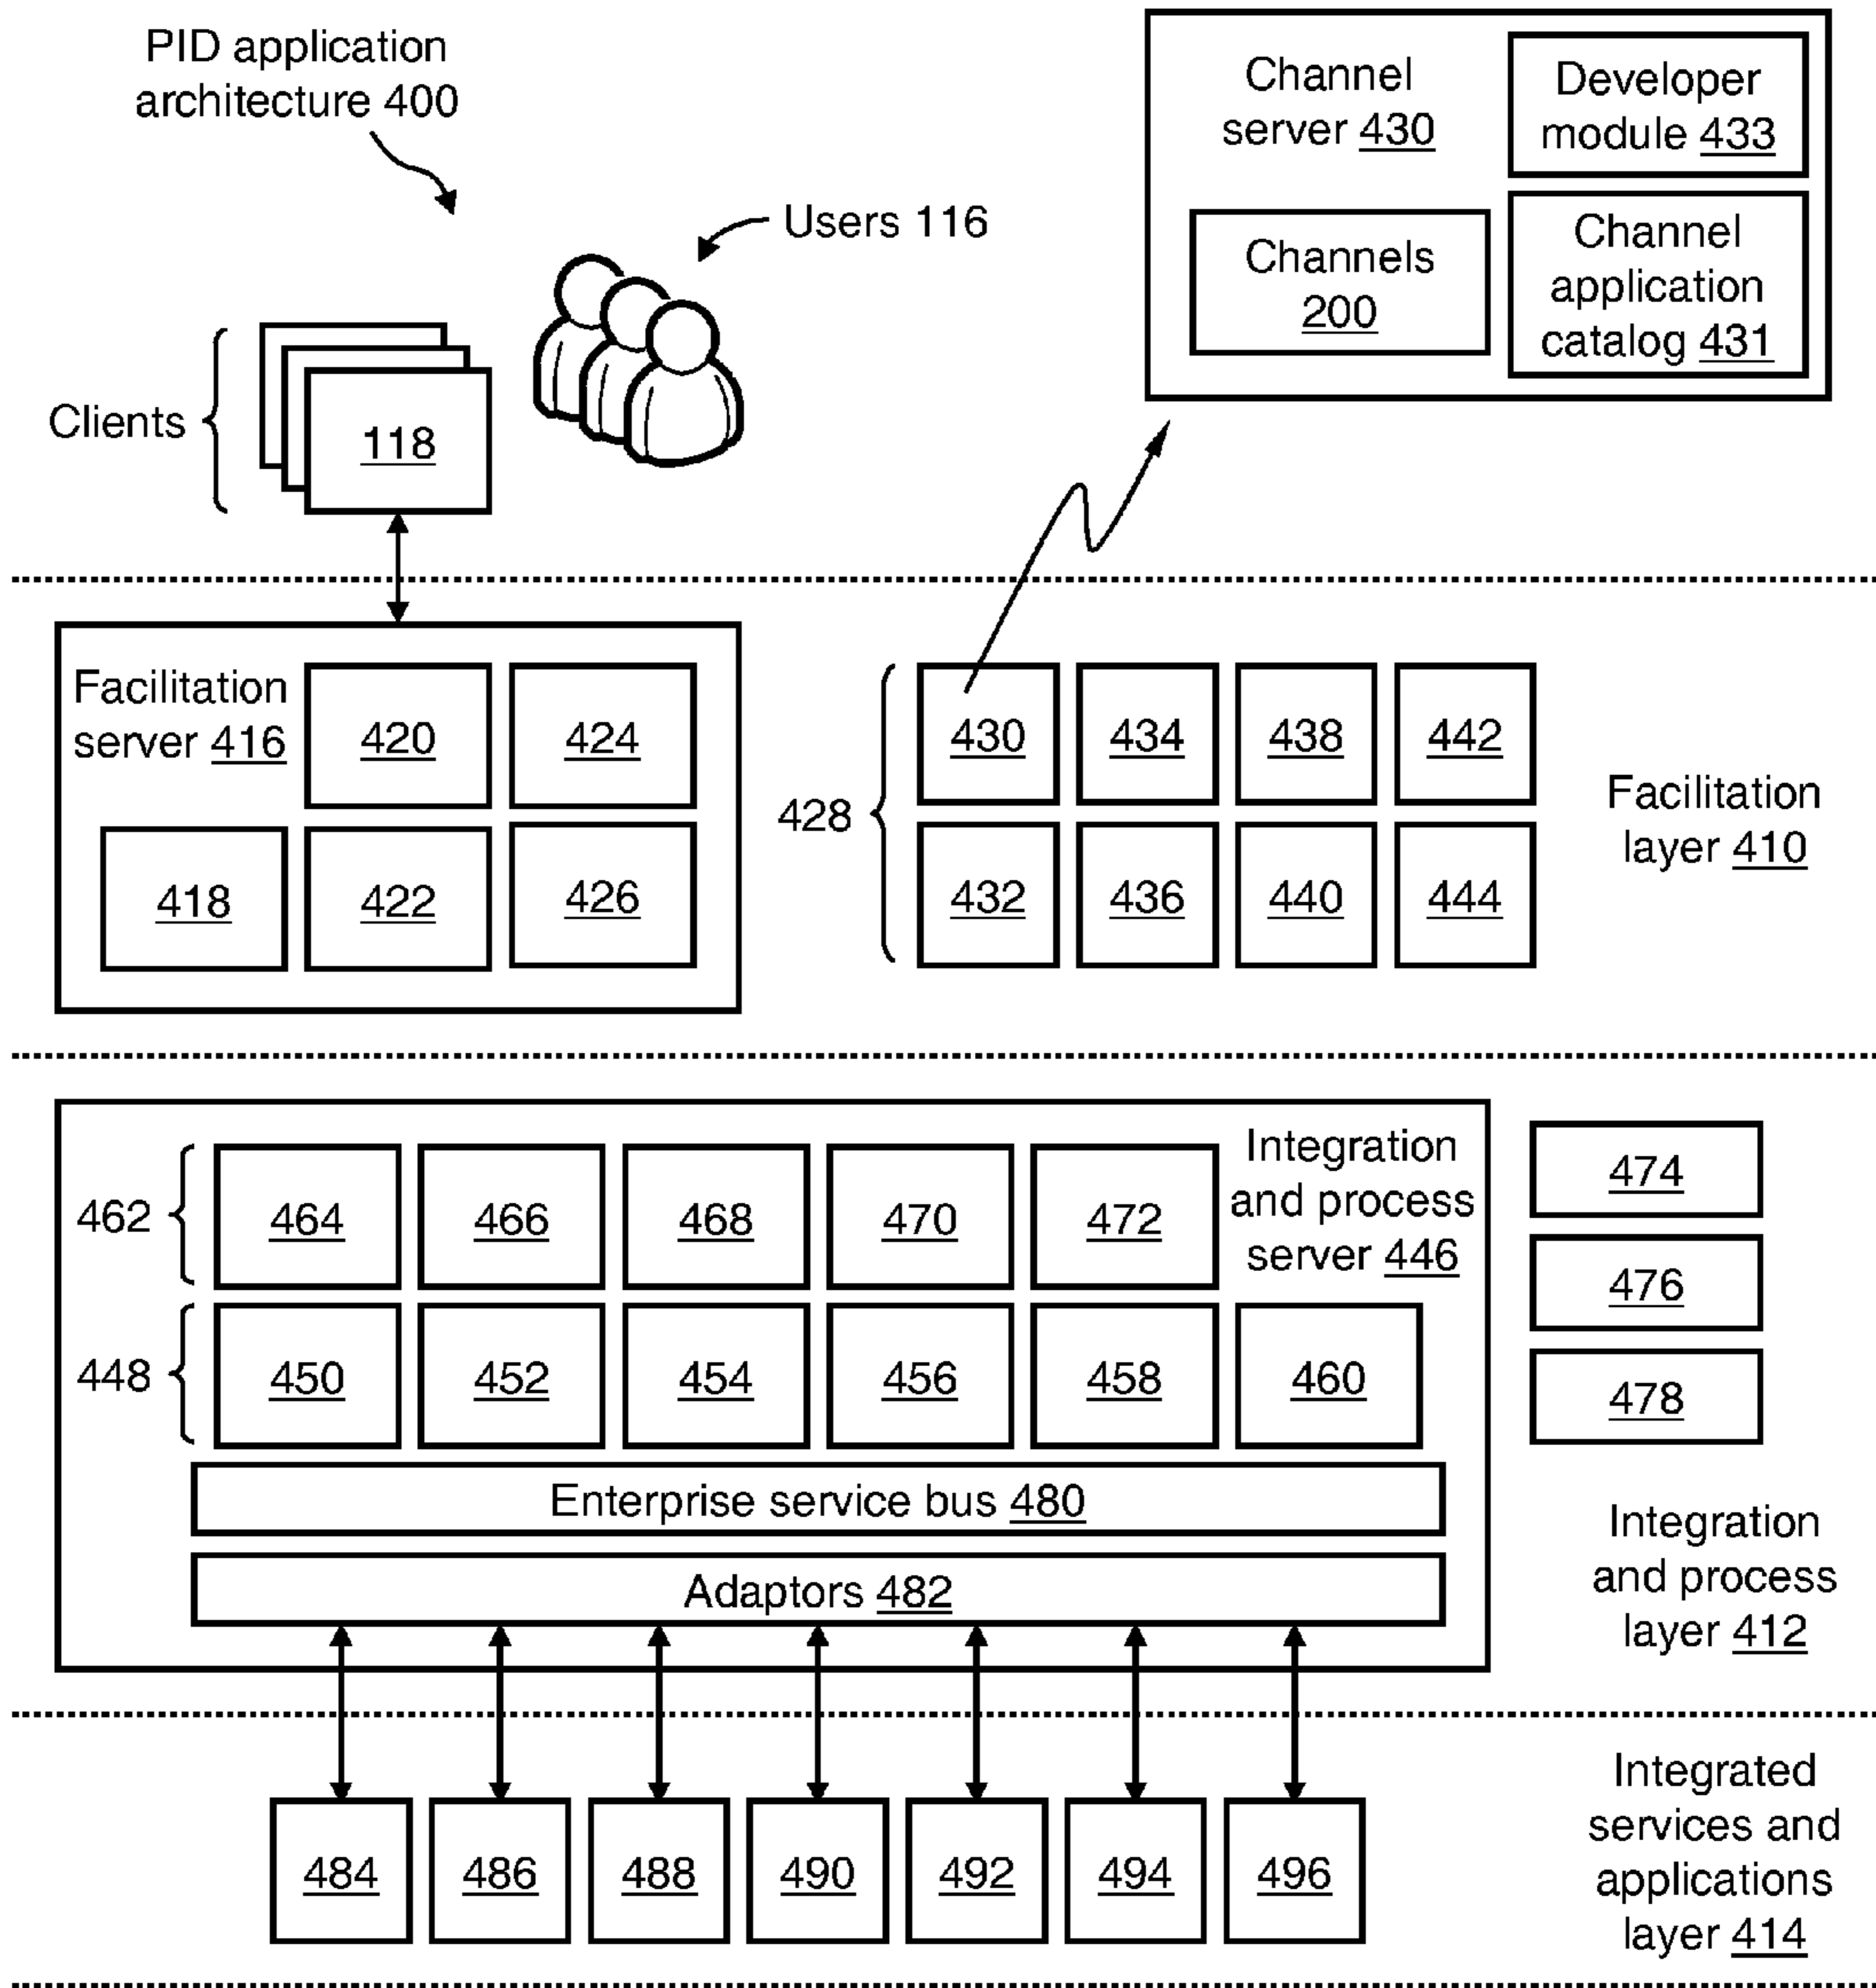 PID application
architecture 400
Users 116
Clients
118
Channel
server 430
Developer
module 433
Channels
200
Channel
application
catalog 431
Facilitation
server 416
420
424
418
422
426
428
430
434
438
442
432
436
440
444
Facilitation
layer 410
462
464
466
468
470
472
Integration
and process
server 446
448
450
452
454
456
458
460
Enterprise service bus 480
Adaptors 482
474
476
478
Integration
and process
layer 412
484
486
488
490
492
494
496
Integrated
services and
applications
layer 414